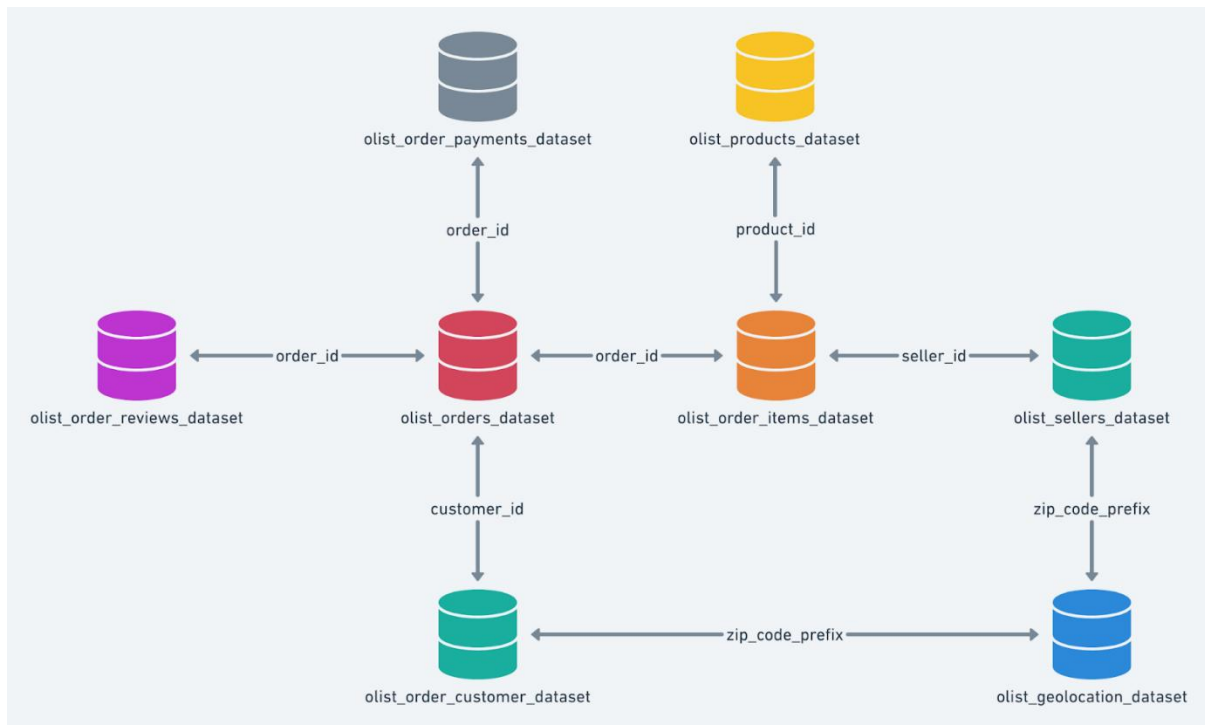 olist_order_payments_dataset
olist_products_dataset
order_id
product_id
order_id
order_id
seller_id
olist_order_reviews_dataset
olist_orders_dataset
olist_order_items_dataset
olist_sellers_dataset
customer_id
zip_code_prefix
zip_code_prefix
olist_order_customer_dataset
olist_geolocation_dataset